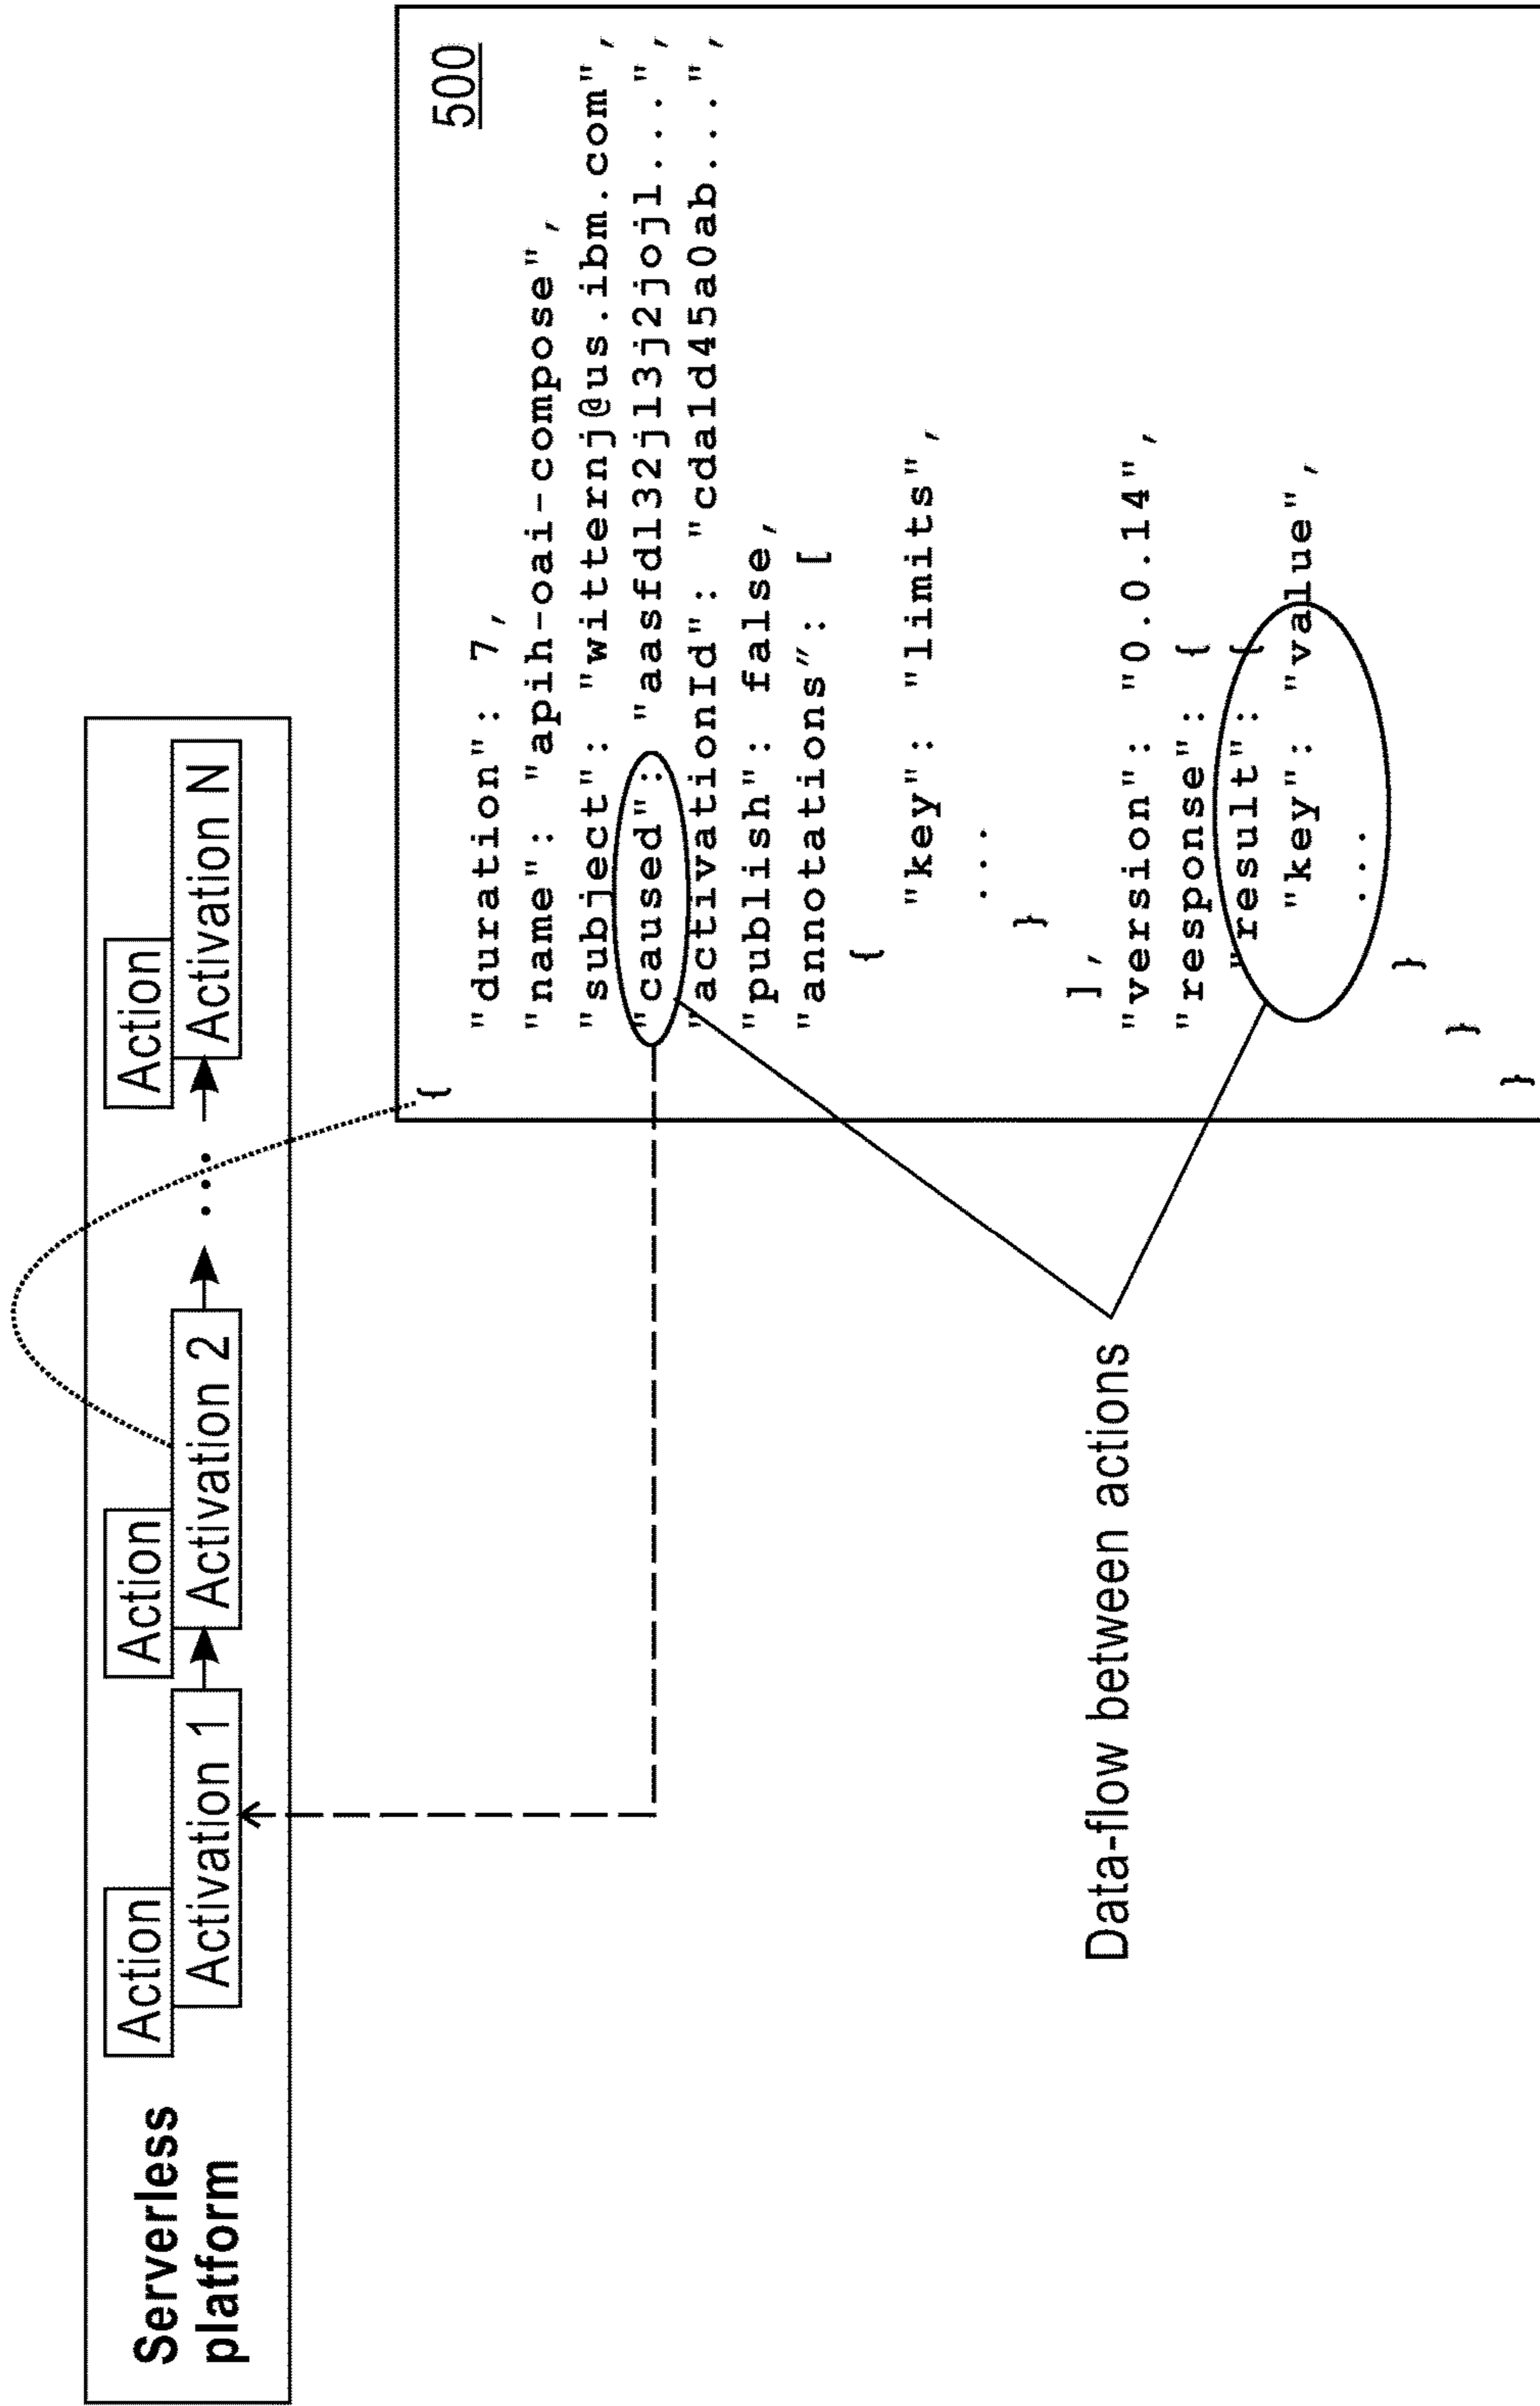 Serverless
platform
Action
Activation 1
Action
Activation 2
...
Action
Activation N
500
{
"duration": 7,
"name": "apih-oai-compose",
"subject": "witternj@us.ibm.com",
"caused": "aasfdl32jl3jj2jojl....",
"activationId": "cda1d45a0ab...",
"publish": false,
"annotations": [
{
"key": "limits",
...
}
],
"version": "0.0.14",
"response": {
"result": {
"key": "value",
...
}
}
}
Data-flow between actions